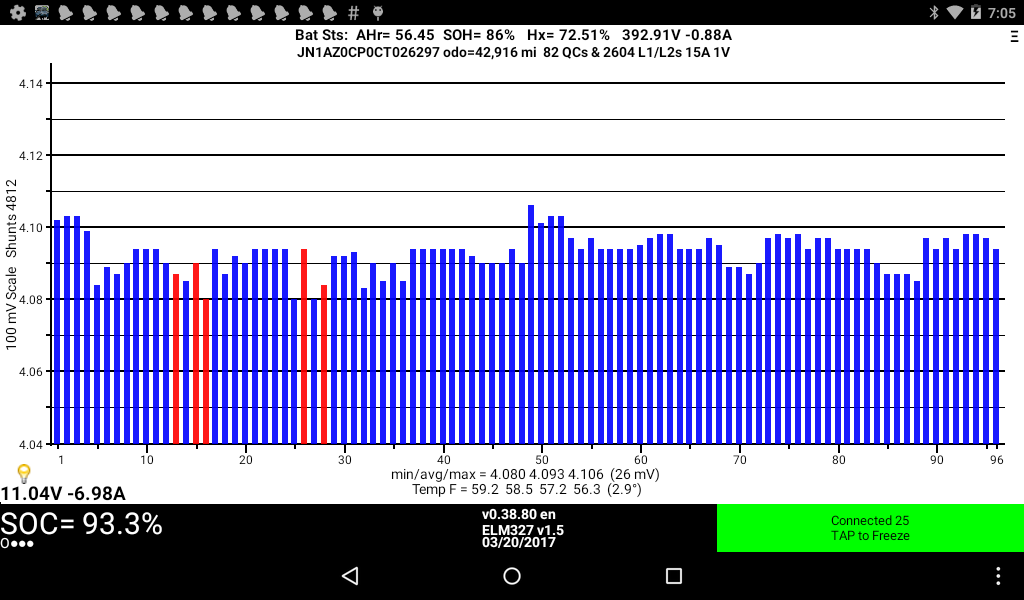 7:05
Bat Sts: AHr= 56.45 SOH= 86% Hx= 72.51% 392.91V -0.88A
JN1AZ0CP0CT026297 odo=42,916 mi 82 QCs & 2604 L1/L2s 15A 1V
100 mV Scale Shunts 4812
4.14
4.12
4.10
4.08
4.06
4.04
1 10 20 30 40 50 60 70 80 90 96
min/avg/max = 4.080 4.093 4.106 (26 mV)
Temp F = 59.2 58.5 57.2 56.3 (2.9°)
11.04V -6.98A
SOC= 93.3%
v0.38.80 en
ELM327 v1.5
03/20/2017
Connected 25
TAP to Freeze